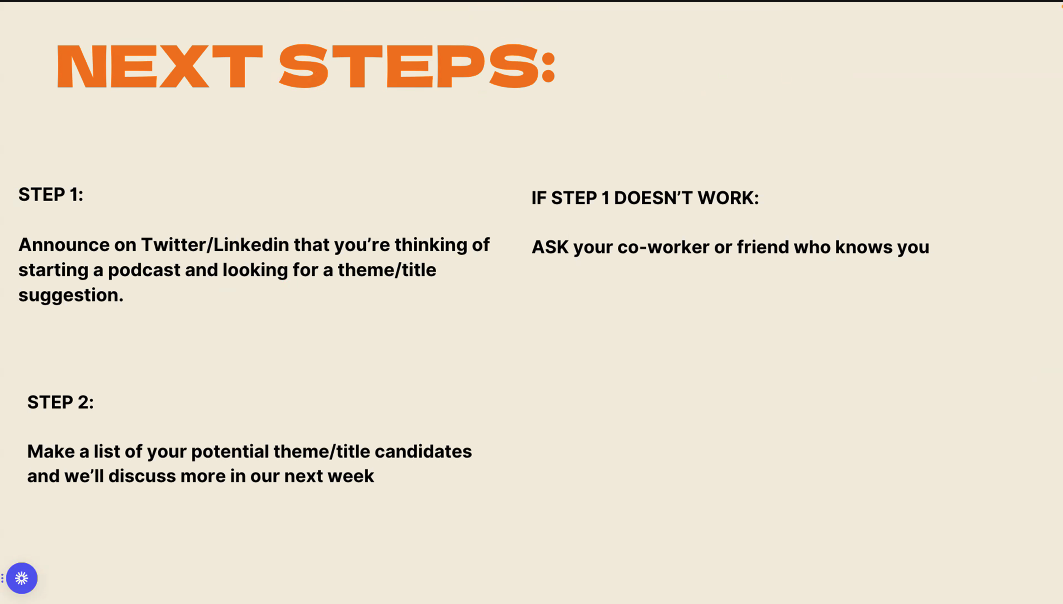 NEXT STEPS:
STEP 1:
Announce on Twitter/Linkedin that you’re thinking of
starting a podcast and looking for a theme/title
suggestion.
IF STEP 1 DOESN’T WORK:
ASK your co-worker or friend who knows you
STEP 2:
Make a list of your potential theme/title candidates
and we’ll discuss more in our next week